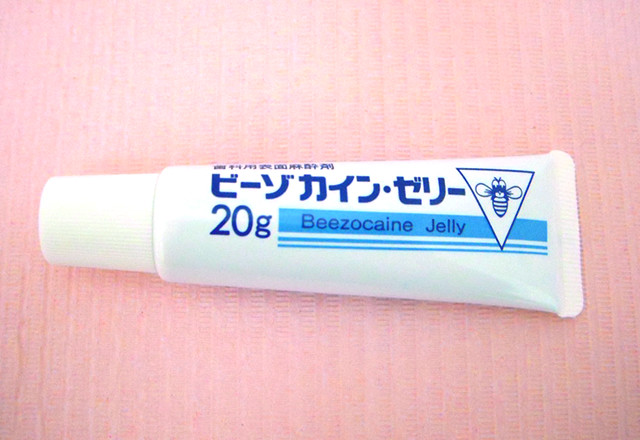 歯科用表面麻酔剤
ビーゾカイン・ゼリー
20g
Beezocaine Jelly